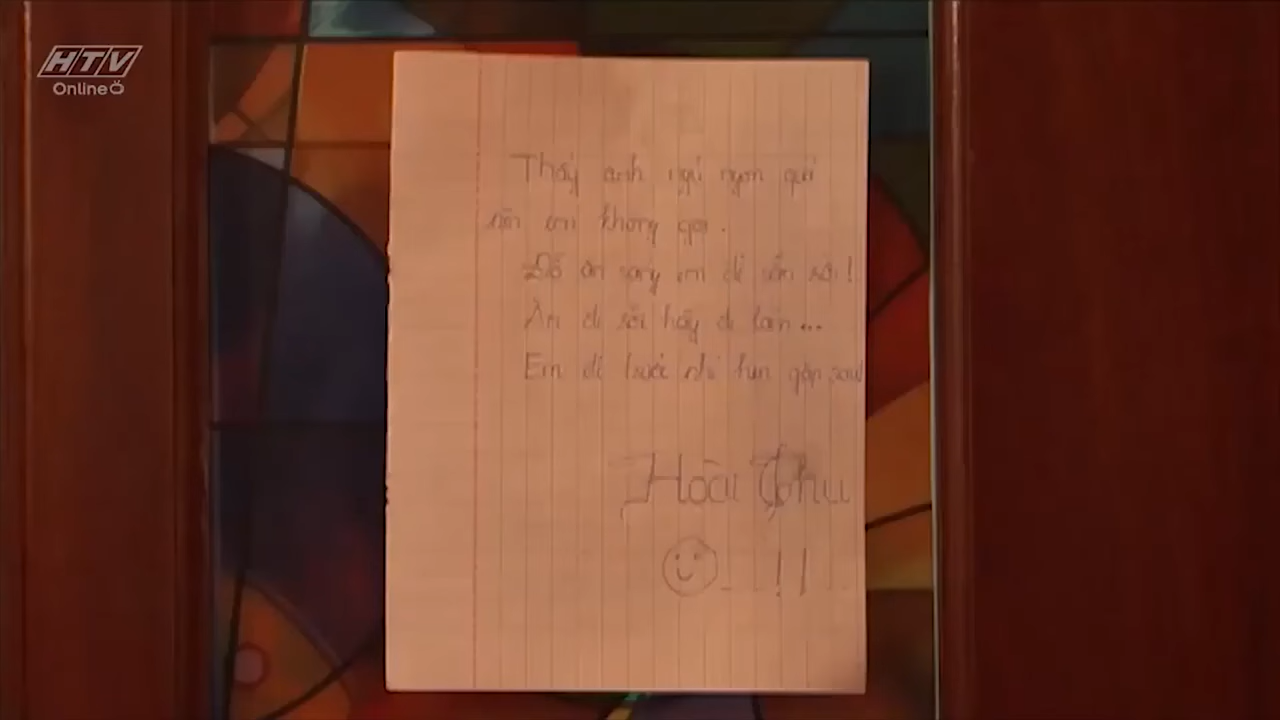 HTV
Online
Thấy anh ngủ ngon quá
nên em không gọi.
Đồ ăn sáng em để sẵn rồi!
Ăn đi rồi hãy đi làm...
Em đi trước nhé hẹn gặp sau!
Hoài Thu
!!